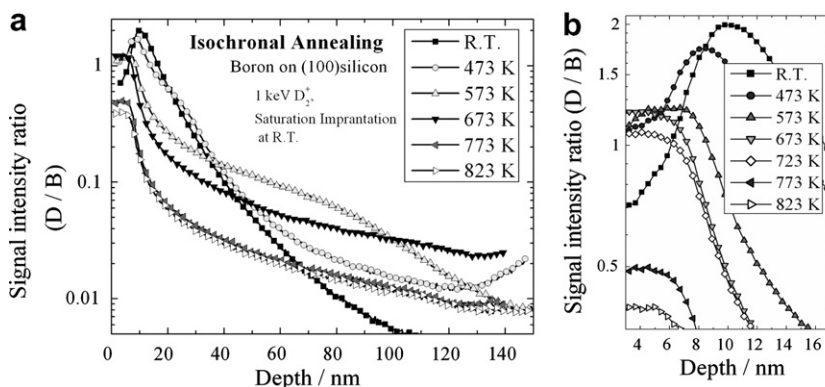 a
Isochronal Annealing
Boron on (100)silicon
1 keV D2+,
Saturation Imprantation
at R.T.
R.T.
473 K
573 K
673 K
773 K
823 K
Signal intensity ratio
(D / B)
1
0.1
0.01
0 20 40 60 80 100 120 140
Depth / nm
b
R.T.
473 K
573 K
673 K
723 K
773 K
823 K
Signal intensity ratio (D / B)
2
1
0.5
4 6 8 10 12 14 16
Depth / nm